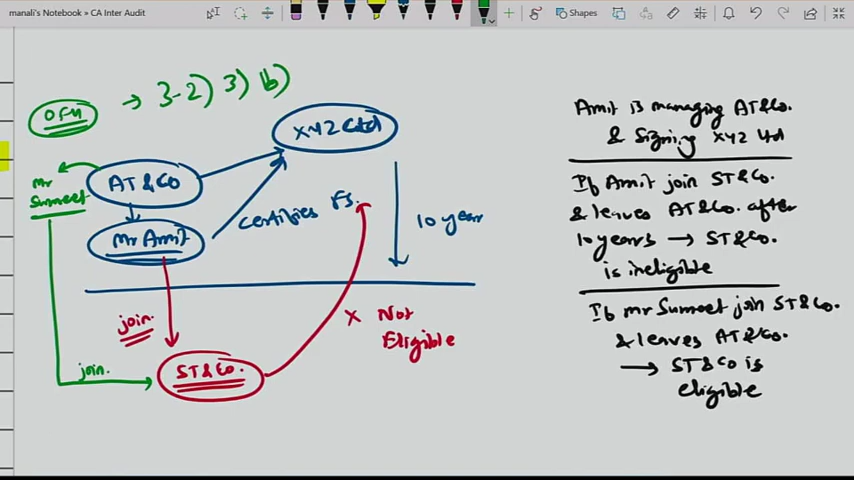 manali's Notebook » CA Inter Audit
Shapes
→ 3-2) 3) b)
XYZ Ltd
AT & Co
Mr
Sumeet
Mr Amit
Certifies Fs.
10 year
join.
X Not
Eligible
ST & Co.
join.
Amit is managing AT&Co.
& Signing XYZ Ltd
If Amit join ST&Co.
& leaves AT&Co. after
10 years → ST&Co.
is ineligible
If mr Sumeet join ST&Co.
& leaves AT&Co.
→ ST&Co is
eligible